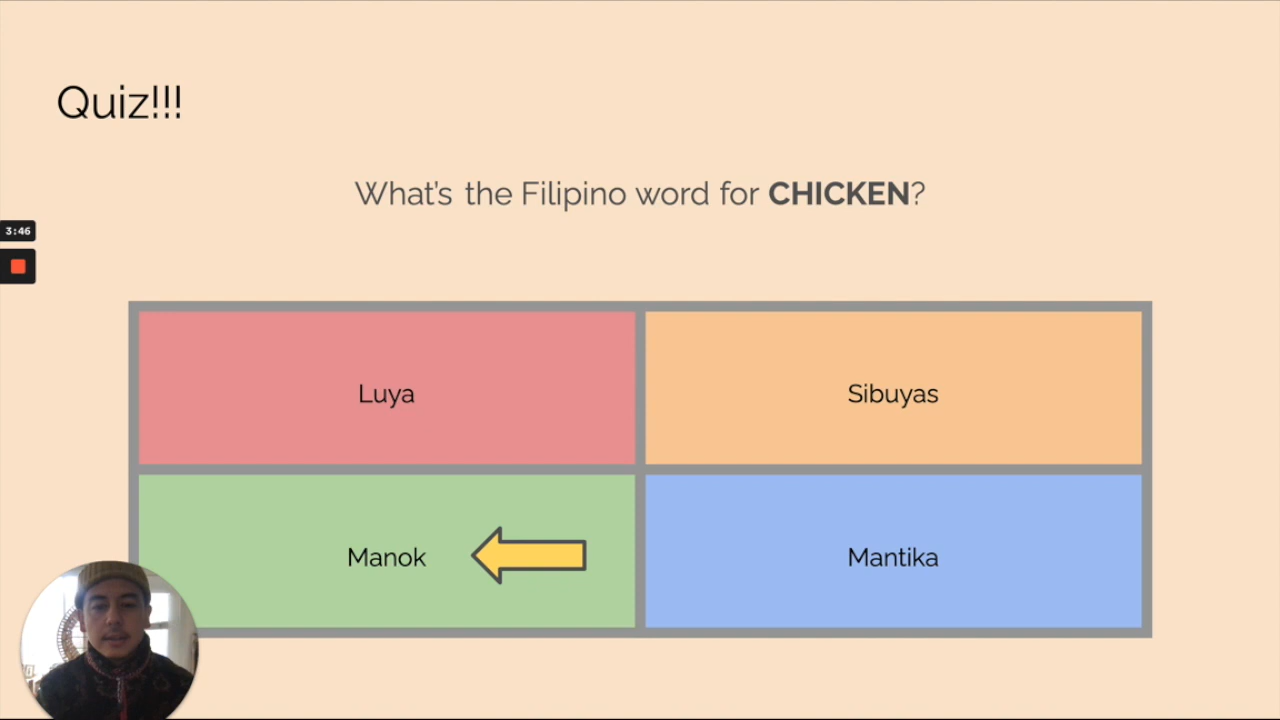 Quiz!!!
What's the Filipino word for CHICKEN?
3:46
Luya
Sibuyas
Manok
Mantika